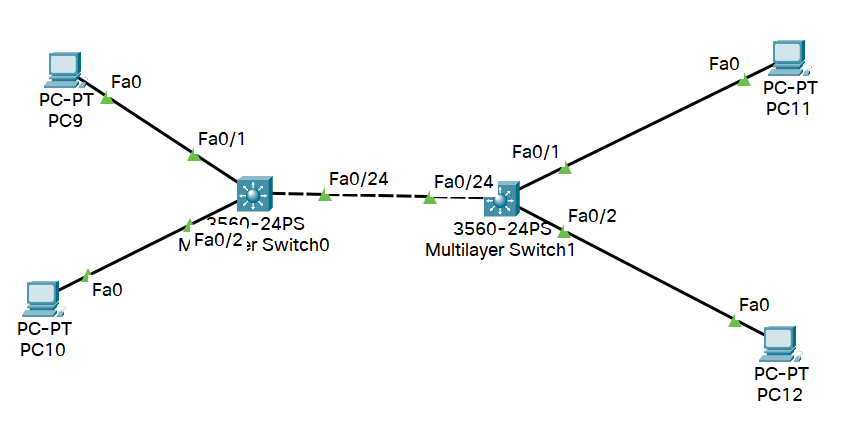 Fa0
PC-PT
PC9
Fa0/1
Fa0/24
Fa0/24
3560-24PS
Switch0
Fa0/2
Fa0
PC-PT
PC10
Fa0
PC-PT
PC11
Fa0/1
Fa0/2
3560-24PS
Multilayer Switch1
Fa0
PC-PT
PC12